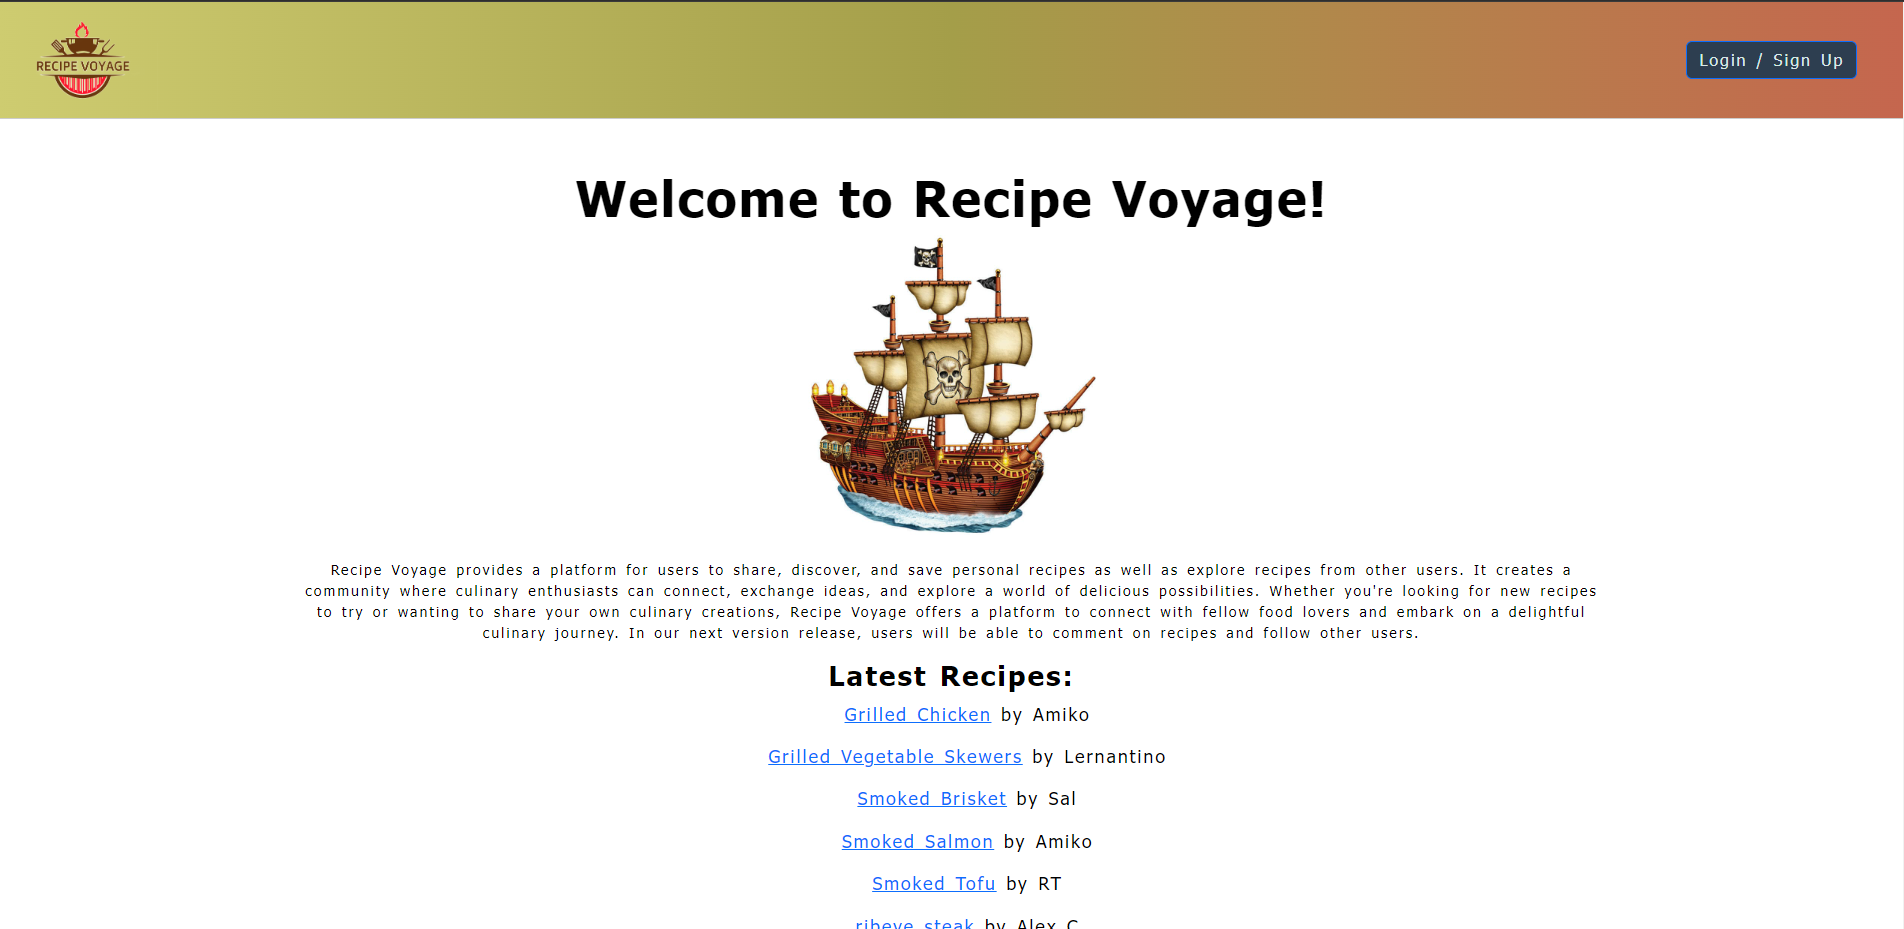 RECIPE VOYAGE
Login / Sign Up
Welcome to Recipe Voyage!
Recipe Voyage provides a platform for users to share, discover, and save personal recipes as well as explore recipes from other users. It creates a
community where culinary enthusiasts can connect, exchange ideas, and explore a world of delicious possibilities. Whether you're looking for new recipes
to try or wanting to share your own culinary creations, Recipe Voyage offers a platform to connect with fellow food lovers and embark on a delightful
culinary journey. In our next version release, users will be able to comment on recipes and follow other users.
Latest Recipes:
Grilled Chicken by Amiko
Grilled Vegetable Skewers by Lernantino
Smoked Brisket by Sal
Smoked Salmon by Amiko
Smoked Tofu by RT
ribeye steak by Alex C